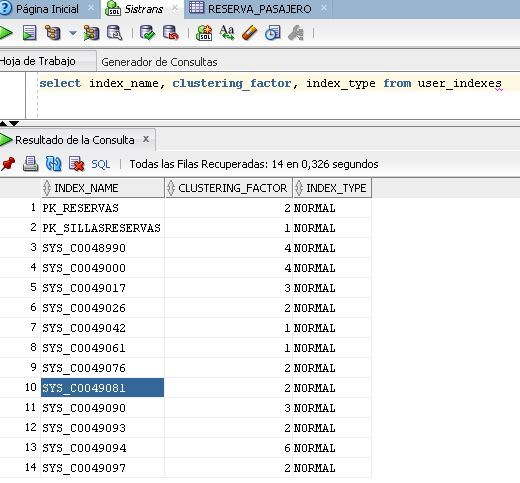 Página Inicial Sistrans RESERVA_PASAJERO
Hoja de Trabajo Generador de Consultas
select index_name, clustering_factor, index_type from user_indexes
Resultado de la Consulta
SQL Todas las Filas Recuperadas: 14 en 0,326 segundos
INDEX_NAME CLUSTERING_FACTOR INDEX_TYPE
1 PK_RESERVAS 2 NORMAL
2 PK_SILLASRESERVAS 1 NORMAL
3 SYS_C0048990 4 NORMAL
4 SYS_C0049000 4 NORMAL
5 SYS_C0049017 3 NORMAL
6 SYS_C0049026 2 NORMAL
7 SYS_C0049042 1 NORMAL
8 SYS_C0049061 1 NORMAL
9 SYS_C0049076 2 NORMAL
10 SYS_C0049081 2 NORMAL
11 SYS_C0049090 3 NORMAL
12 SYS_C0049093 2 NORMAL
13 SYS_C0049094 6 NORMAL
14 SYS_C0049097 2 NORMAL